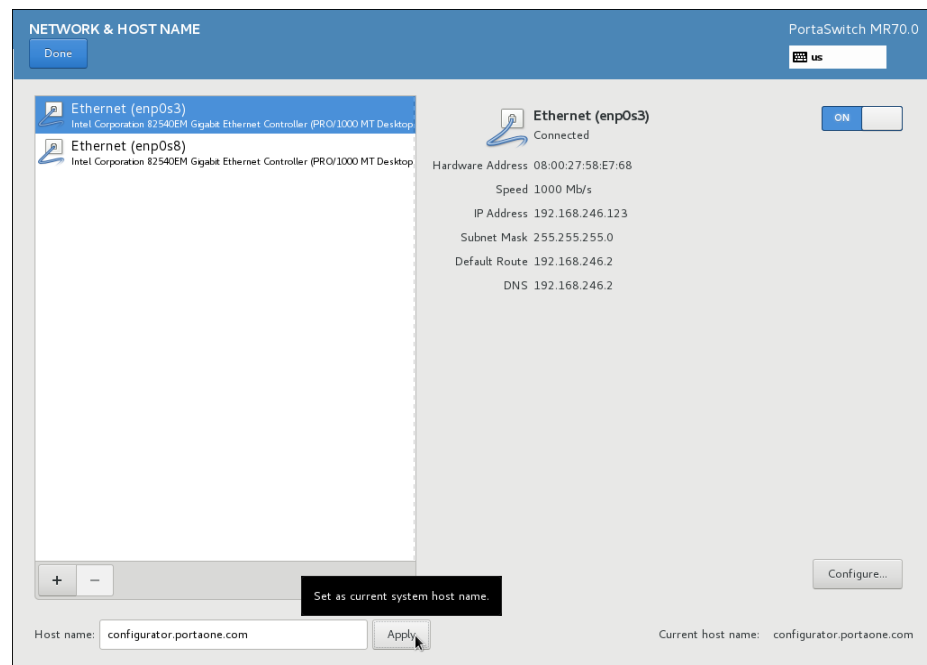 NETWORK & HOST NAME
PortaSwitch MR70.0
Done
us
Ethernet (enp0s3)
Intel Corporation 82540EM Gigabit Ethernet Controller (PRO/1000 MT Desktop
Ethernet (enp0s8)
Intel Corporation 82540EM Gigabit Ethernet Controller (PRO/1000 MT Desktop
Ethernet (enp0s3)
Connected
ON
Hardware Address 08:00:27:58:E7:68
Speed 1000 Mb/s
IP Address 192.168.246.123
Subnet Mask 255.255.255.0
Default Route 192.168.246.2
DNS 192.168.246.2
+ −
Configure...
Set as current system host name.
Host name: configurator.portaone.com Apply
Current host name: configurator.portaone.com